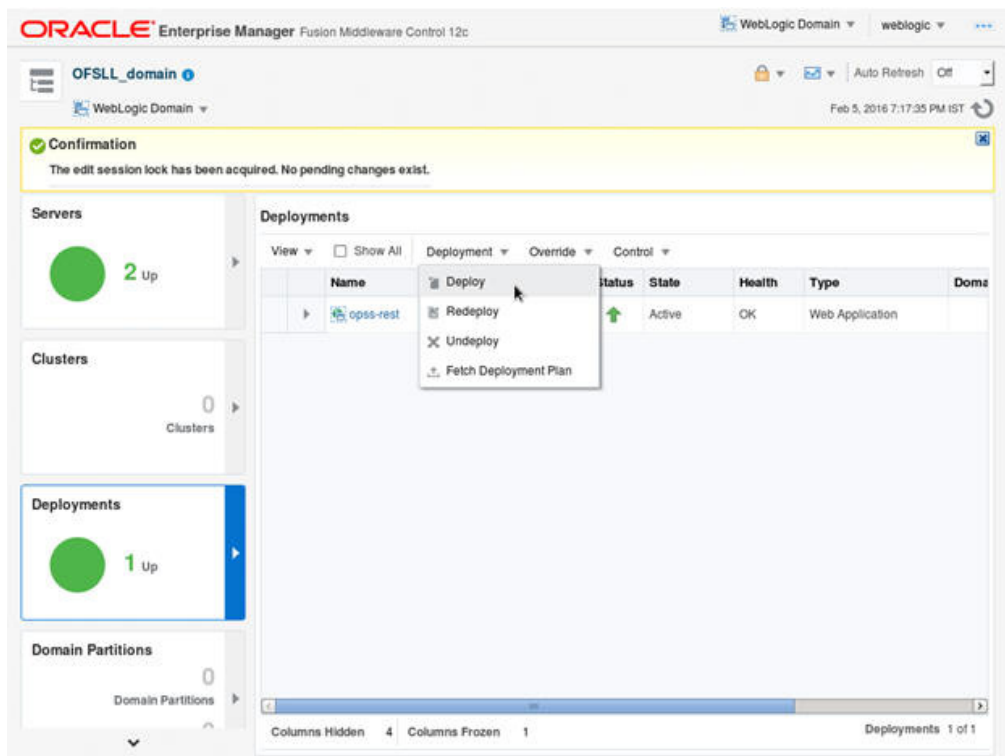 ORACLE Enterprise Manager Fusion Middleware Control 12c
WebLogic Domain weblogic
OFSLL_domain
Auto Refresh Off
WebLogic Domain
Feb 5, 2016 7:17:35 PM IST
Confirmation
The edit session lock has been acquired. No pending changes exist.
Servers
2 Up
Clusters
0
Clusters
Deployments
1 Up
Domain Partitions
0
Domain Partitions
Deployments
View Show All Deployment Override Control
Name Status State Health Type Doma
opss-rest Active OK Web Application
Deploy
Redeploy
Undeploy
Fetch Deployment Plan
Columns Hidden 4 Columns Frozen 1
Deployments 1 of 1